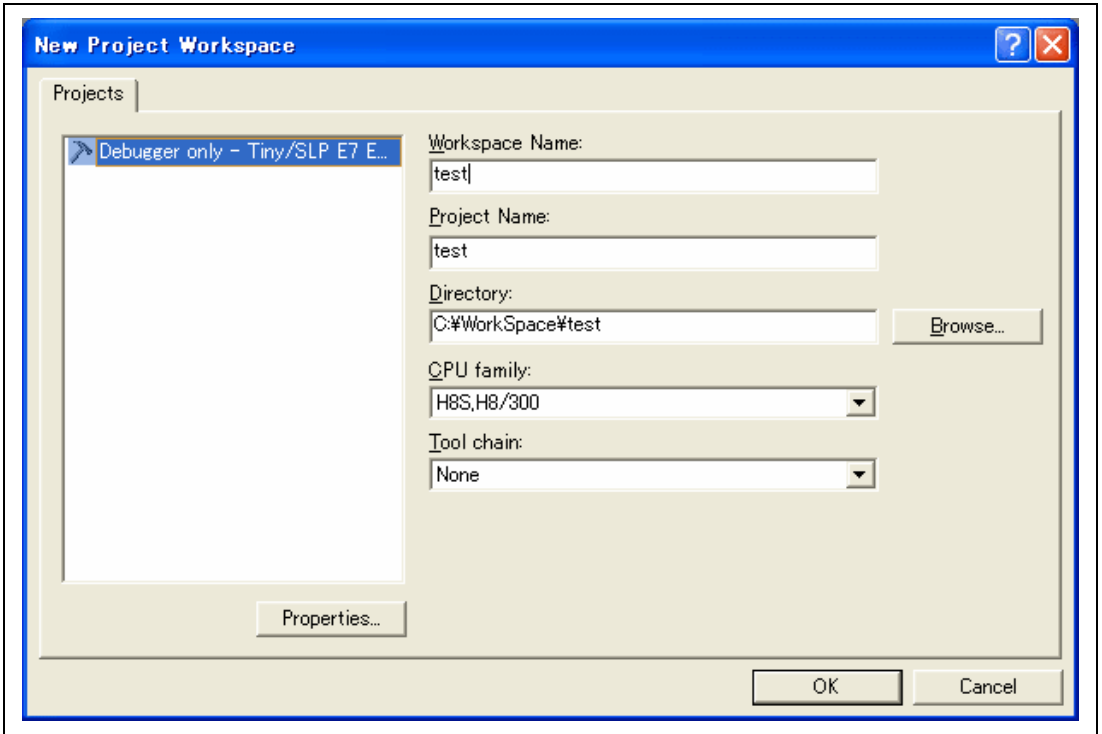 New Project Workspace
Projects
Debugger only - Tiny/SLP E7 E...
Workspace Name:
test
Project Name:
test
Directory:
C:¥WorkSpace¥test
Browse...
CPU family:
H8S,H8/300
Tool chain:
None
Properties...
OK
Cancel